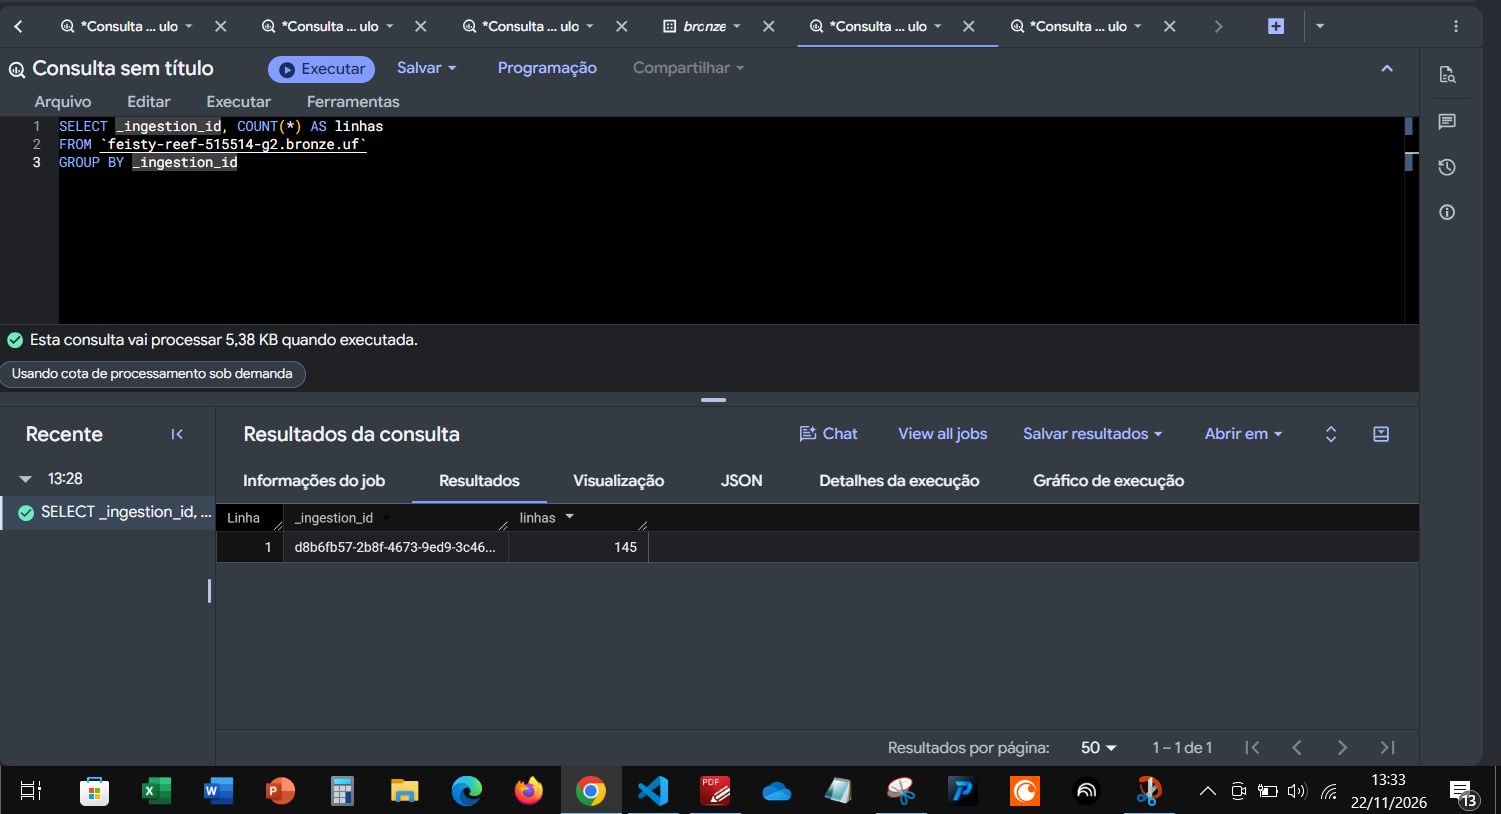 *Consulta ... ulo
*Consulta ... ulo
*Consulta ... ulo
bronze
*Consulta ... ulo
*Consulta ... ulo
Consulta sem título
Executar
Salvar
Programação
Compartilhar
Arquivo
Editar
Executar
Ferramentas
1 SELECT _ingestion_id, COUNT(*) AS linhas
2 FROM `feisty-reef-515514-g2.bronze.uf`
3 GROUP BY _ingestion_id
Esta consulta vai processar 5,38 KB quando executada.
Usando cota de processamento sob demanda
Recente
13:28
SELECT _ingestion_id, ...
Resultados da consulta
Chat
View all jobs
Salvar resultados
Abrir em
Informações do job
Resultados
Visualização
JSON
Detalhes da execução
Gráfico de execução
Linha _ingestion_id linhas
1 d8b6fb57-2b8f-4673-9ed9-3c46... 145
Resultados por página: 50 1 – 1 de 1
X
W
P
PDF
13:33
22/11/2026
13